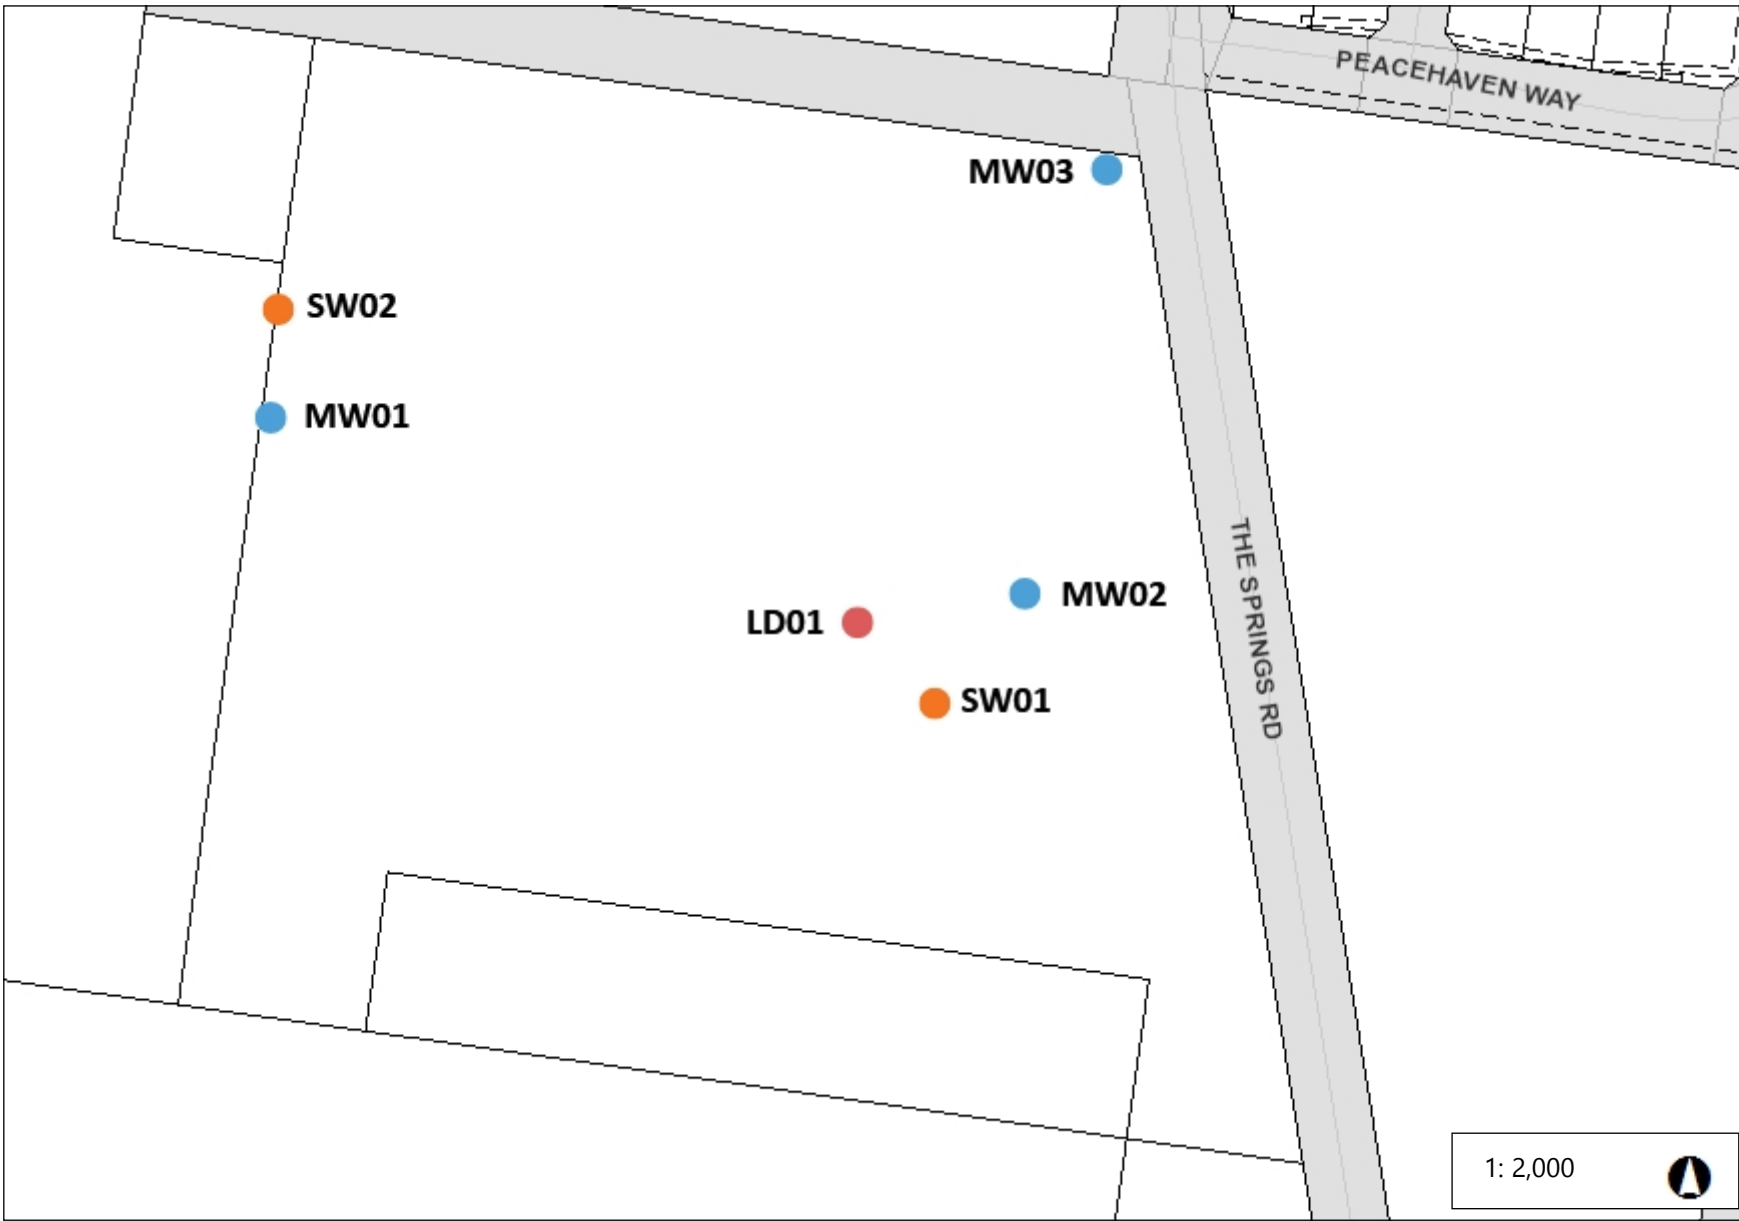 PEACEHAVEN WAY
MW03
SW02
MW01
THE SPRINGS RD
MW02
LD01
SW01
1: 2,000